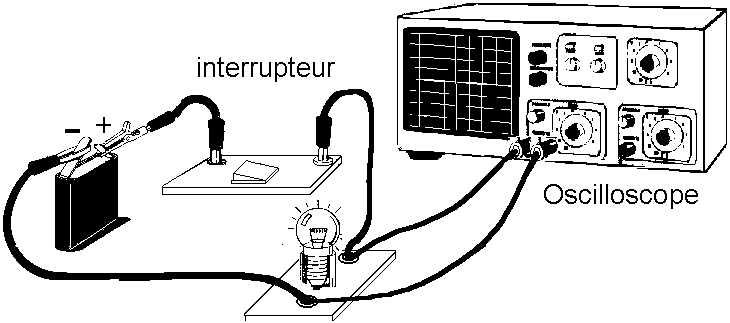 interrupteur
− +
Oscilloscope